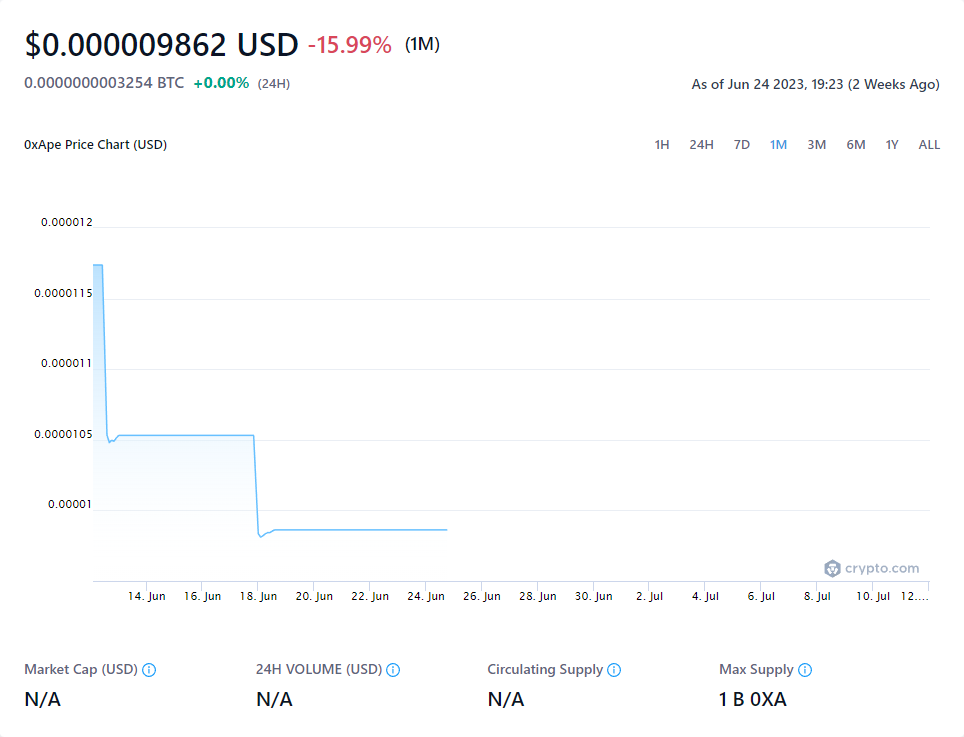 $0.000009862 USD -15.99% (1M)
0.0000000003254 BTC +0.00% (24H)
As of Jun 24 2023, 19:23 (2 Weeks Ago)
0xApe Price Chart (USD)
1H 24H 7D 1M 3M 6M 1Y ALL
0.000012
0.0000115
0.000011
0.0000105
0.00001
crypto.com
14. Jun 16. Jun 18. Jun 20. Jun 22. Jun 24. Jun 26. Jun 28. Jun 30. Jun 2. Jul 4. Jul 6. Jul 8. Jul 10. Jul 12....
Market Cap (USD) 24H VOLUME (USD) Circulating Supply Max Supply
N/A N/A N/A 1 B 0XA